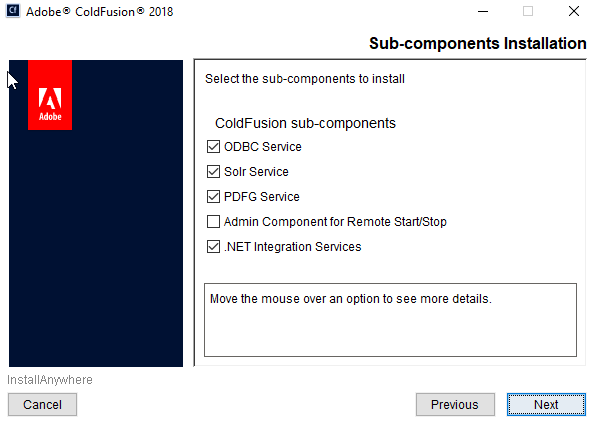 Cf Adobe® ColdFusion® 2018
Sub-components Installation
Adobe
Select the sub-components to install
ColdFusion sub-components
ODBC Service
Solr Service
PDFG Service
Admin Component for Remote Start/Stop
.NET Integration Services
Move the mouse over an option to see more details.
InstallAnywhere
Cancel
Previous
Next